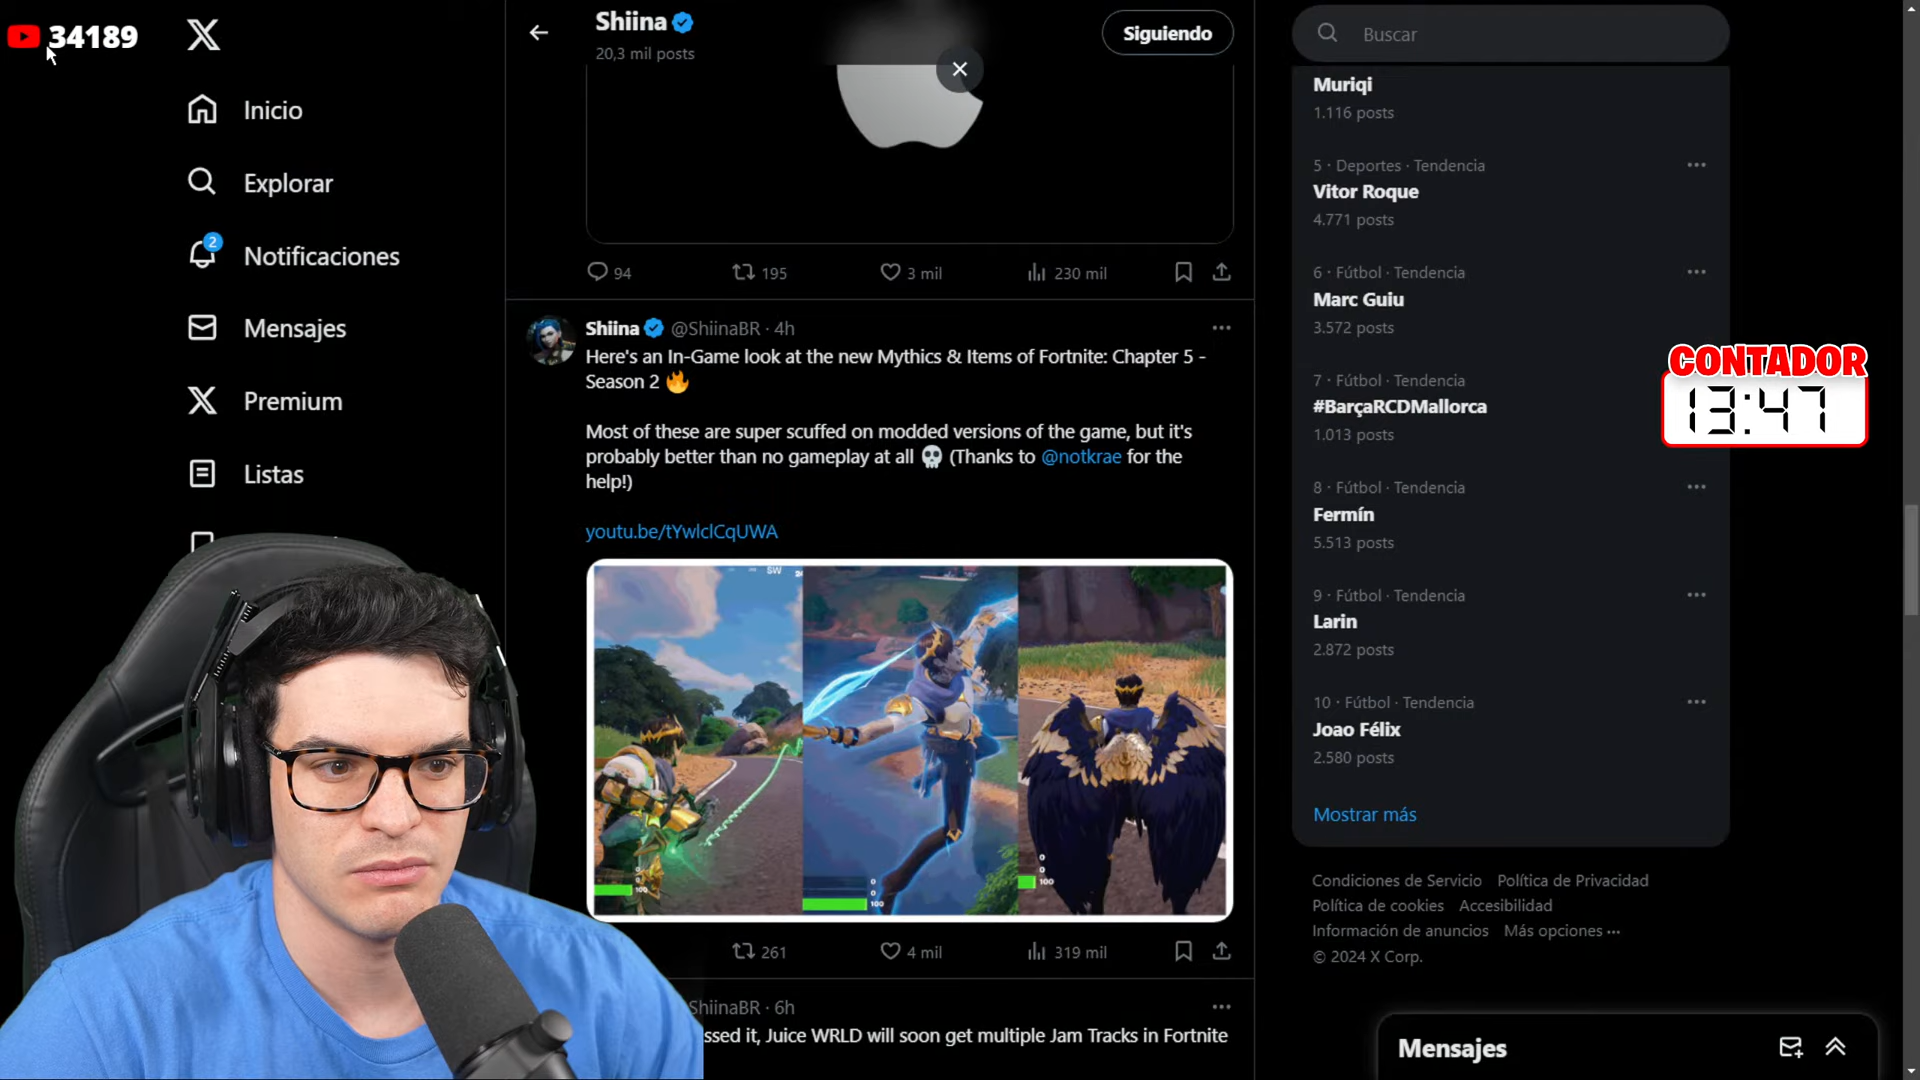 34189
Inicio
Explorar
2
Notificaciones
Mensajes
Premium
Listas
Shiina
20,3 mil posts
Siguiendo
94
195
3 mil
230 mil
Shiina @ShiinaBR · 4h
Here's an In-Game look at the new Mythics & Items of Fortnite: Chapter 5 -
Season 2 🔥
Most of these are super scuffed on modded versions of the game, but it's
probably better than no gameplay at all 💀 (Thanks to @notkrae for the
help!)
youtu.be/tYwlclCqUWA
SW
100
100
100
261
4 mil
319 mil
ShiinaBR · 6h
ssed it, Juice WRLD will soon get multiple Jam Tracks in Fortnite
Buscar
Muriqi
1.116 posts
5 · Deportes · Tendencia
Vitor Roque
4.771 posts
6 · Fútbol · Tendencia
Marc Guiu
3.572 posts
7 · Fútbol · Tendencia
#BarçaRCDMallorca
1.013 posts
8 · Fútbol · Tendencia
Fermín
5.513 posts
9 · Fútbol · Tendencia
Larin
2.872 posts
10 · Fútbol · Tendencia
Joao Félix
2.580 posts
Mostrar más
Condiciones de Servicio Política de Privacidad
Política de cookies Accesibilidad
Información de anuncios Más opciones ···
© 2024 X Corp.
Mensajes
CONTADOR
13:47